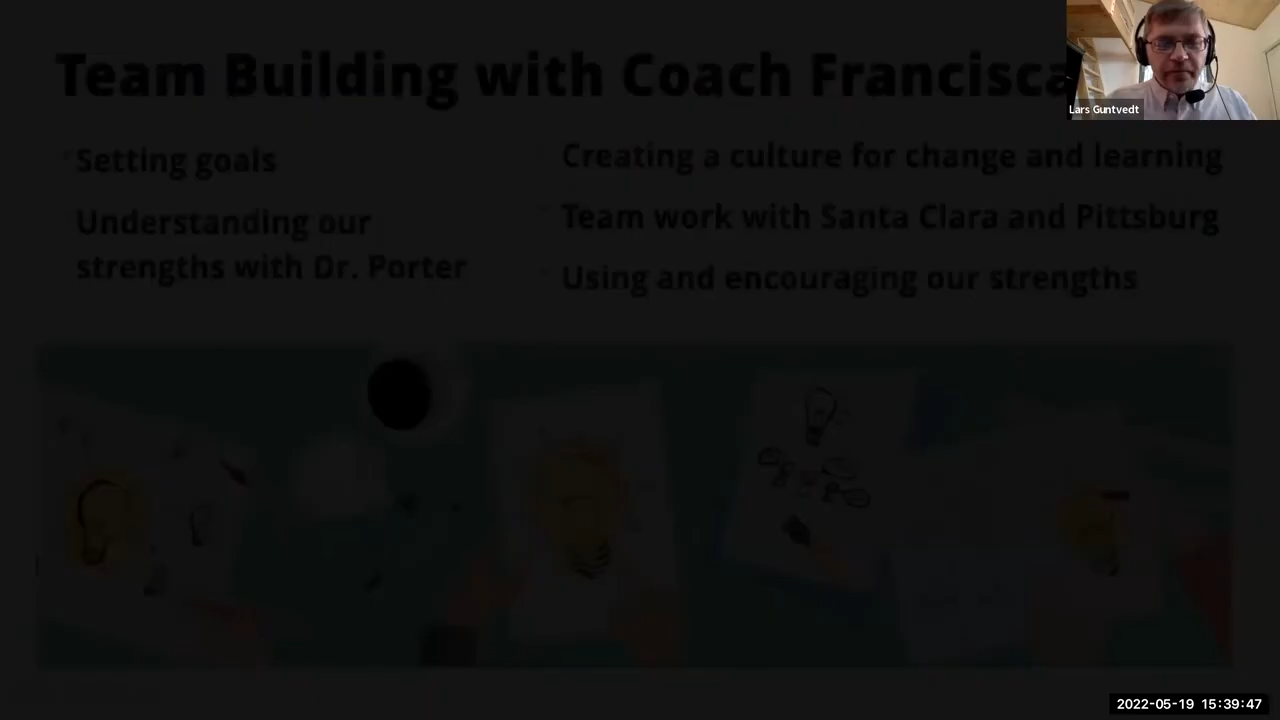 Team Building with Coach Francisca
Lars Guntvedt
Setting goals
Understanding our
strengths with Dr. Porter
Creating a culture for change and learning
Team work with Santa Clara and Pittsburg
Using and encouraging our strengths
2022-05-19 15:39:47